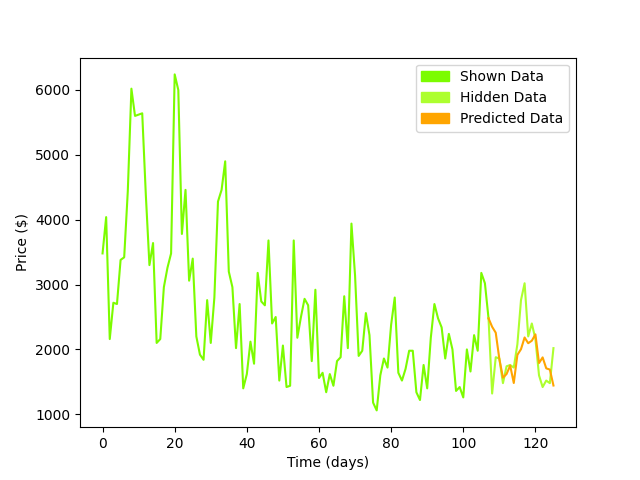 Shown Data
Hidden Data
Predicted Data
6000
5000
4000
3000
2000
1000
Price ($)
0 20 40 60 80 100 120
Time (days)